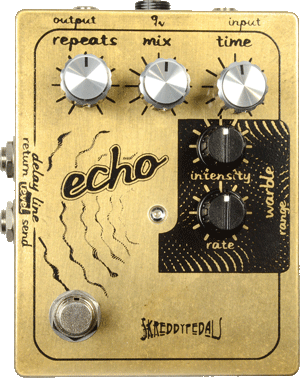 output 9v input
repeats mix time
echo
intensity
warble
range
rate
delay line
return level send
SKREDDYPEDALS